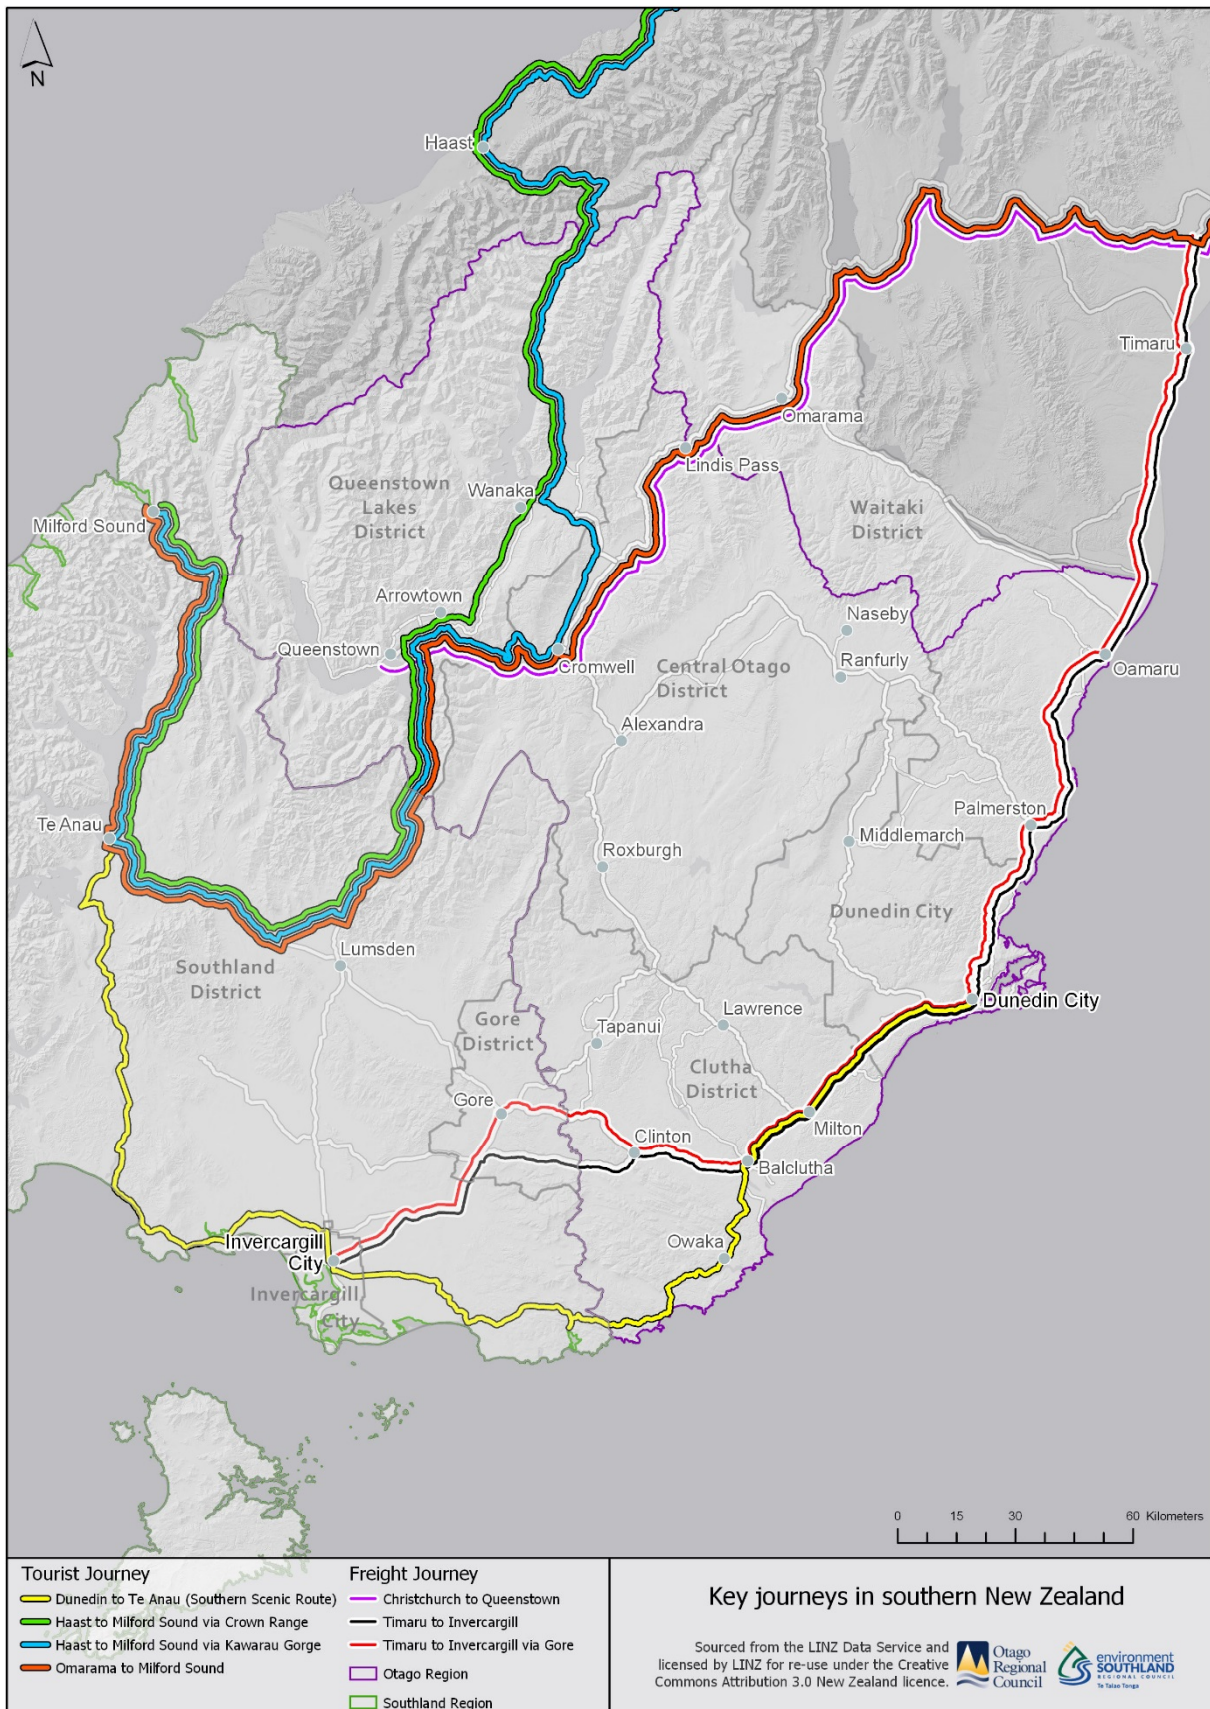 N
Haast
Timaru
Omarama
Lindis Pass
Queenstown
Lakes
District
Wanaka
Waitaki
District
Milford Sound
Arrowtown
Naseby
Queenstown
Cromwell
Central Otago
District
Ranfurly
Oamaru
Alexandra
Palmerston
Te Anau
Middlemarch
Roxburgh
Dunedin City
Lumsden
Southland
District
Dunedin City
Gore
District
Tapanui
Lawrence
Clutha
District
Gore
Milton
Clinton
Balclutha
Owaka
Invercargill
City
Invercargill
City
0 15 30 60 Kilometers
Tourist Journey
Dunedin to Te Anau (Southern Scenic Route)
Haast to Milford Sound via Crown Range
Haast to Milford Sound via Kawarau Gorge
Omarama to Milford Sound
Freight Journey
Christchurch to Queenstown
Timaru to Invercargill
Timaru to Invercargill via Gore
Otago Region
Southland Region
Key journeys in southern New Zealand
Sourced from the LINZ Data Service and
licensed by LINZ for re-use under the Creative
Commons Attribution 3.0 New Zealand licence.
Otago
Regional
Council
environment
SOUTHLAND
REGIONAL COUNCIL
Te Taiao Tonga